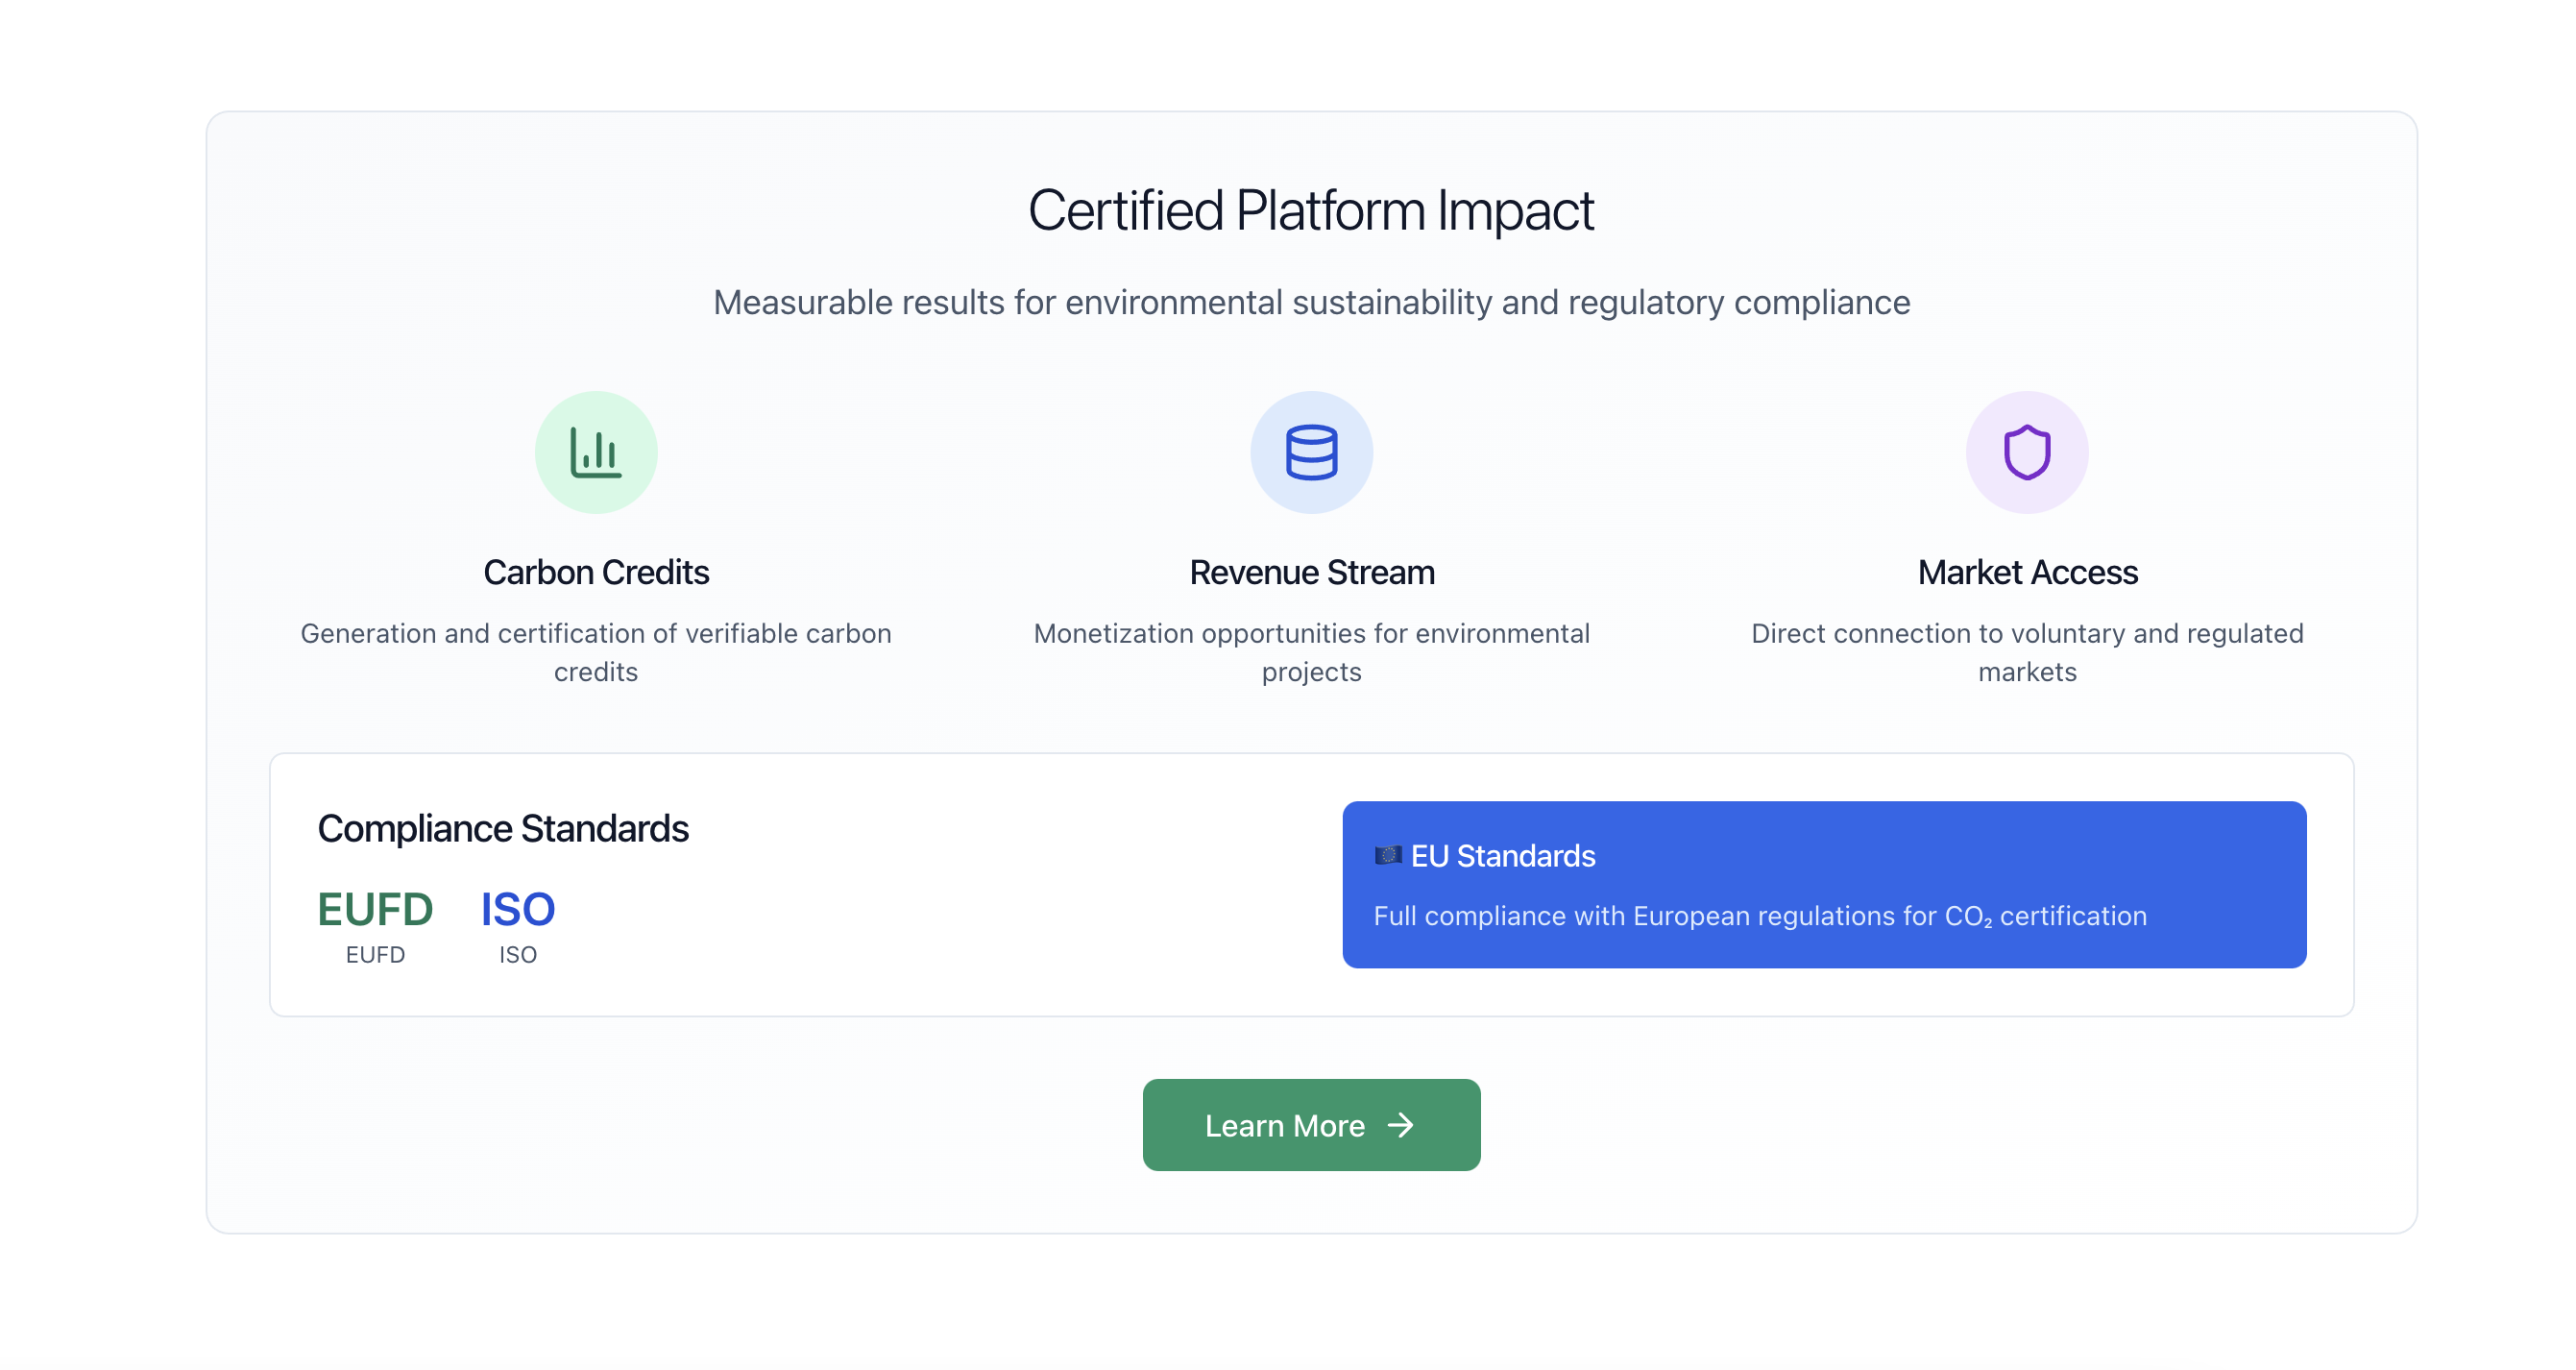 Certified Platform Impact
Measurable results for environmental sustainability and regulatory compliance
Carbon Credits
Generation and certification of verifiable carbon
credits
Revenue Stream
Monetization opportunities for environmental
projects
Market Access
Direct connection to voluntary and regulated
markets
Compliance Standards
EUFD
EUFD
ISO
ISO
🇪🇺 EU Standards
Full compliance with European regulations for CO₂ certification
Learn More →